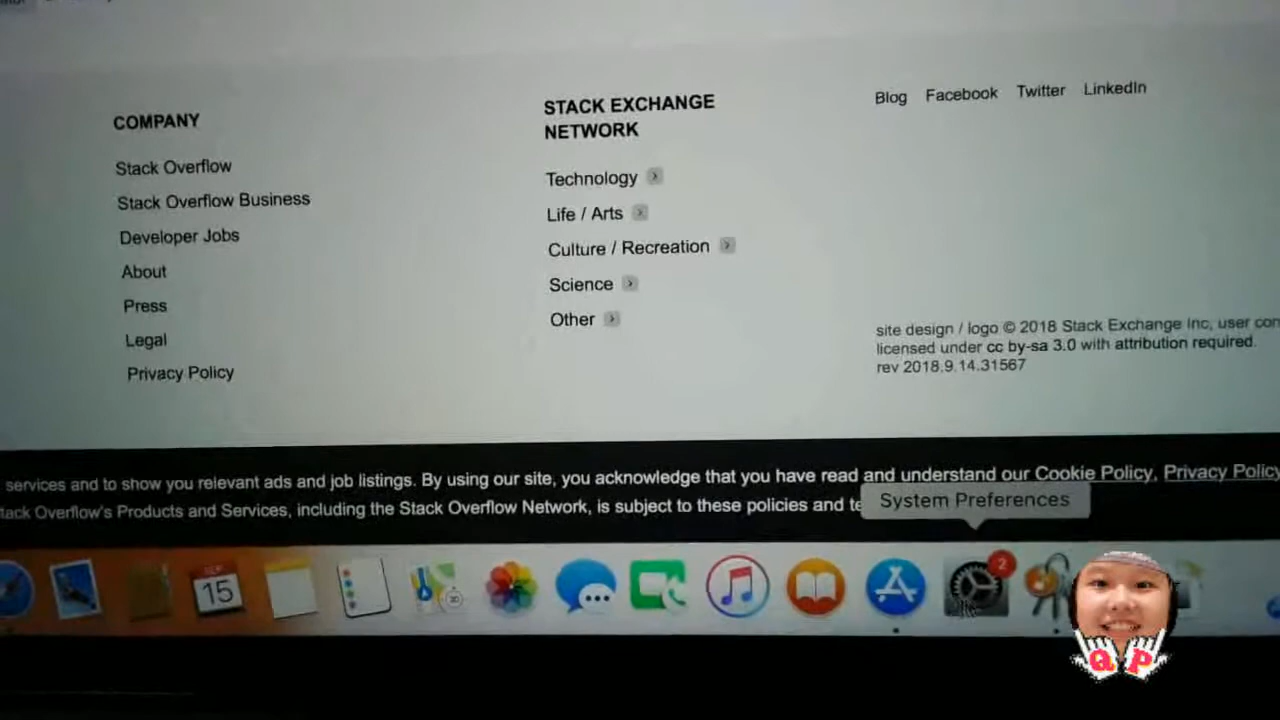 COMPANY
Stack Overflow
Stack Overflow Business
Developer Jobs
About
Press
Legal
Privacy Policy
STACK EXCHANGE
NETWORK
Technology
Life / Arts
Culture / Recreation
Science
Other
Blog Facebook Twitter LinkedIn
site design / logo © 2018 Stack Exchange Inc; user
licensed under cc by-sa 3.0 with attribution required.
rev 2018.9.14.31567
services and to show you relevant ads and job listings. By using our site, you acknowledge that you have read and understand our Cookie Policy, Privacy Policy
tack Overflow's Products and Services, including the Stack Overflow Network, is subject to these policies and te
System Preferences
15
2
Q P